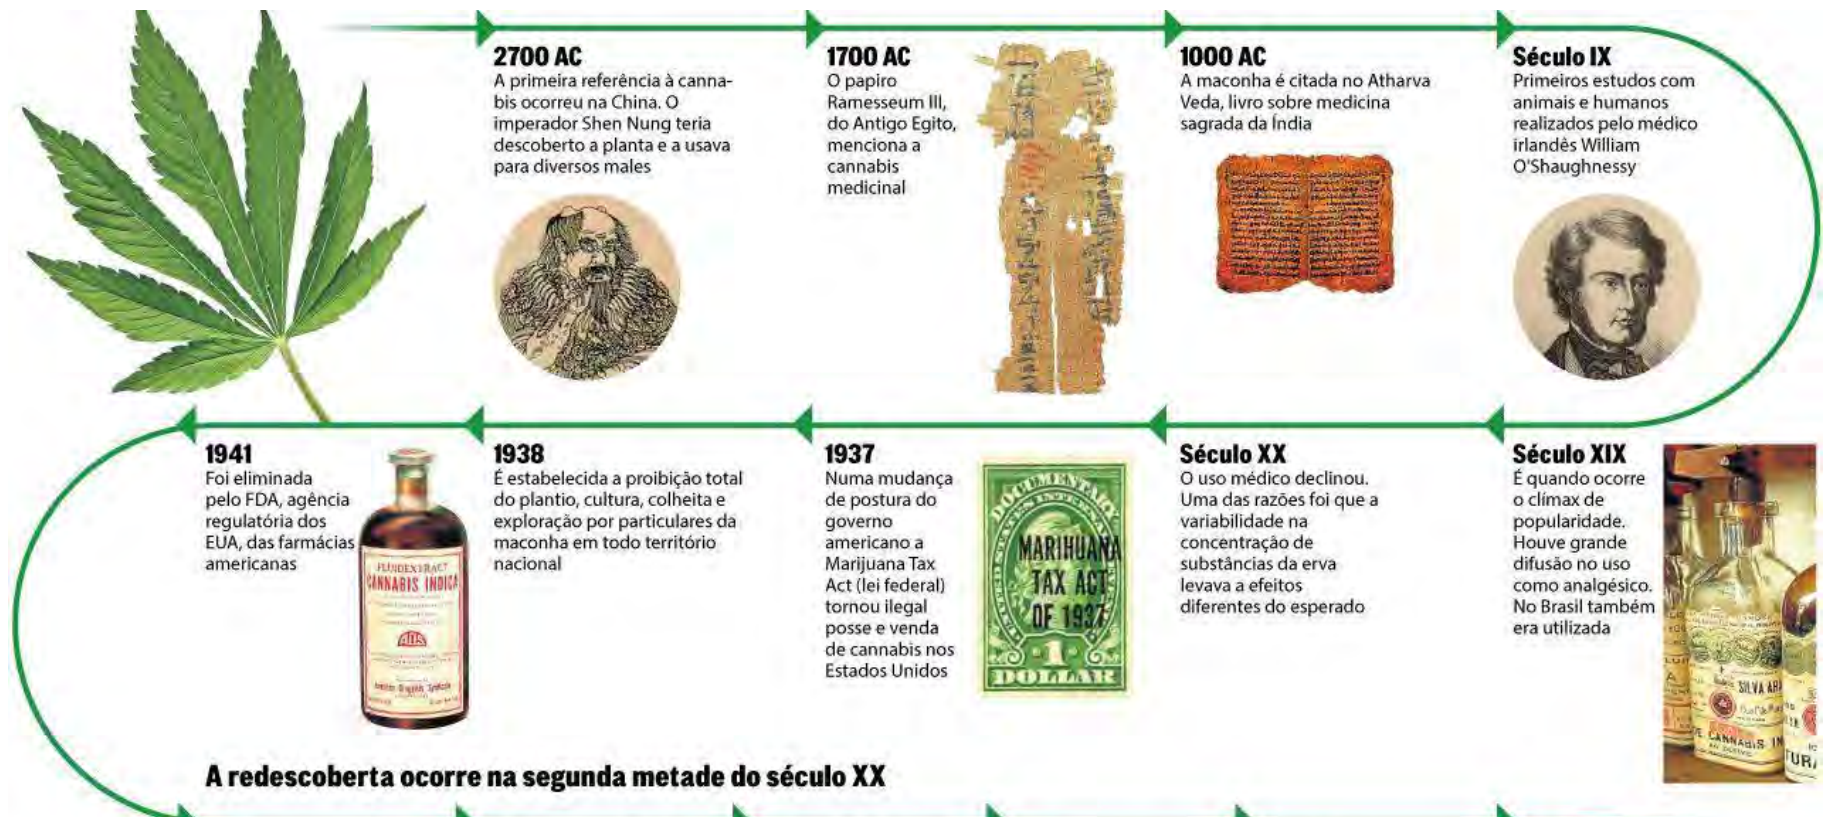 2700 AC
A primeira referência à canna-
bis ocorreu na China. O
imperador Shen Nung teria
descoberto a planta e a usava
para diversos males
1700 AC
O papiro
Ramesseum III,
do Antigo Egito,
menciona a
cannabis
medicinal
1000 AC
A maconha é citada no Atharva
Veda, livro sobre medicina
sagrada da Índia
Século IX
Primeiros estudos com
animais e humanos
realizados pelo médico
irlandês William
O'Shaughnessy
Século XIX
É quando ocorre
o clímax de
popularidade.
Houve grande
difusão no uso
como analgésico.
No Brasil também
era utilizada
SILVA
CANNABIS
Século XX
O uso médico declinou.
Uma das razões foi que a
variabilidade na
concentração de
substâncias da erva
levava a efeitos
diferentes do esperado
1937
Numa mudança
de postura do
governo
americano a
Marijuana Tax
Act (lei federal)
tornou ilegal
posse e venda
de cannabis nos
Estados Unidos
DOCUMENTARY
MARIHUANA
TAX ACT
OF 1937
1
DOLLAR
1938
É estabelecida a proibição total
do plantio, cultura, colheita e
exploração por particulares da
maconha em todo território
nacional
1941
Foi eliminada
pelo FDA, agência
regulatória dos
EUA, das farmácias
americanas
FLUIDEXTRACT
CANNABIS INDICA
A redescoberta ocorre na segunda metade do século XX